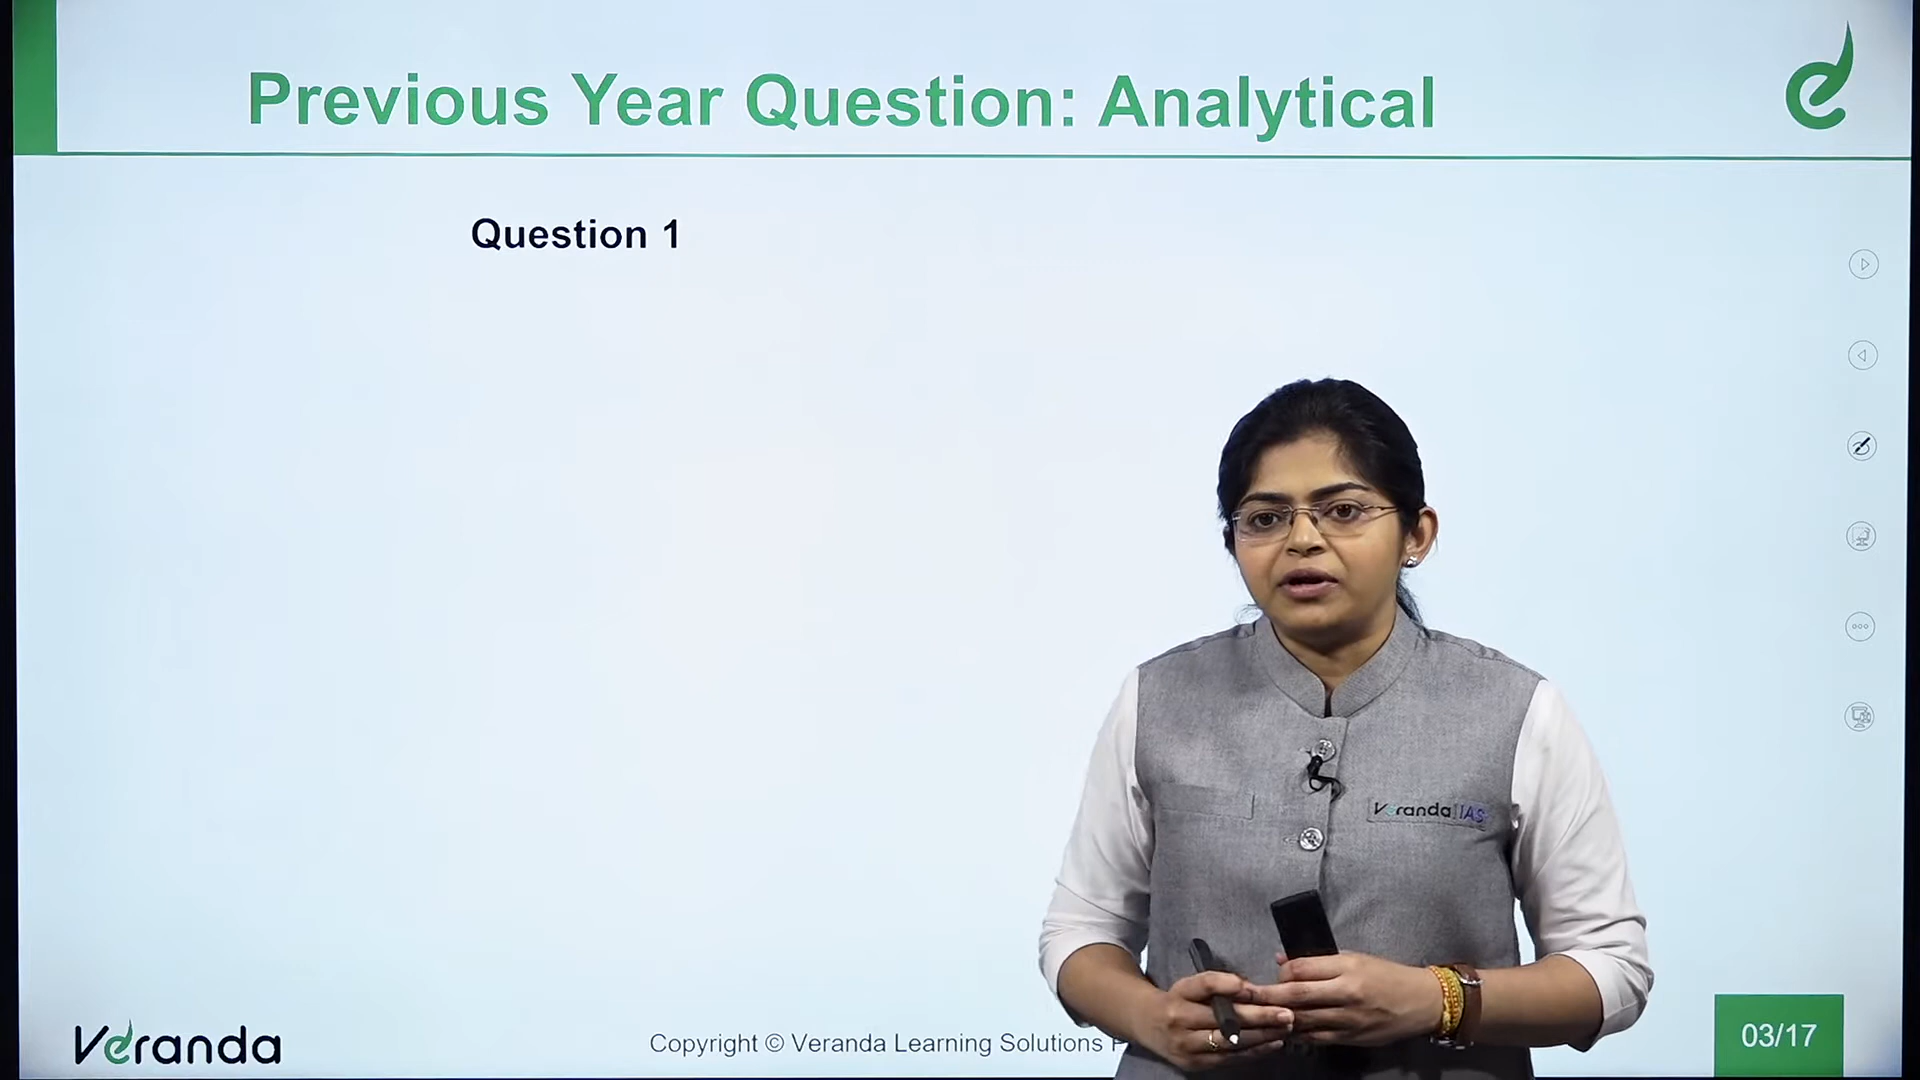 Previous Year Question: Analytical
Question 1
Veranda IAS
Veranda
Copyright © Veranda Learning Solutions
03/17